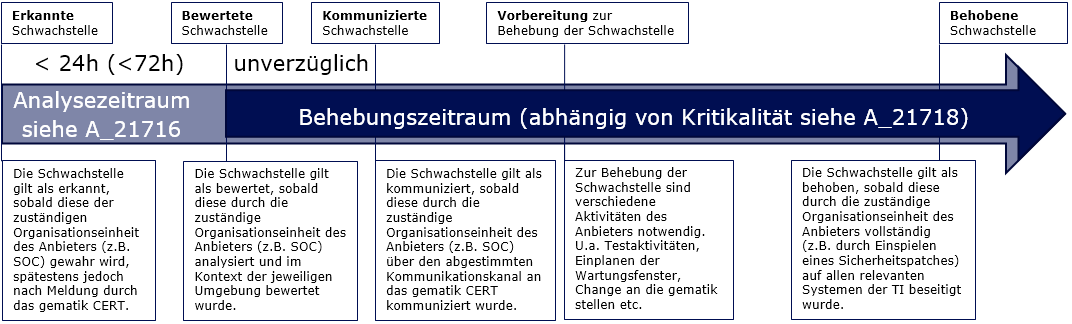 Erkannte
Schwachstelle
Bewertete
Schwachstelle
Kommunizierte
Schwachstelle
Vorbereitung zur
Behebung der Schwachstelle
Behobene
Schwachstelle
< 24h (<72h)
unverzüglich
Analysezeitraum
siehe A_21716
Behebungszeitraum (abhängig von Kritikalität siehe A_21718)
Die Schwachstelle
gilt als erkannt,
sobald diese der
zuständigen
Organisationseinheit
des Anbieters (z.B.
SOC) gewahr wird,
spätestens jedoch
nach Meldung durch
das gematik CERT.
Die Schwachstelle gilt
als bewertet, sobald
diese durch die
zuständige
Organisationseinheit des
Anbieters (z.B. SOC)
analysiert und im
Kontext der jeweiligen
Umgebung bewertet
wurde.
Die Schwachstelle gilt als
kommuniziert, sobald
diese durch die
zuständige
Organisationseinheit des
Anbieters (z.B. SOC)
über den abgestimmten
Kommunikationskanal an
das gematik CERT
kommuniziert wurde.
Zur Behebung der
Schwachstelle sind
verschiedene
Aktivitäten des
Anbieters notwendig.
U.a. Testaktivitäten,
Einplanen der
Wartungsfenster,
Change an die gematik
stellen etc.
Die Schwachstelle gilt als
behoben, sobald diese
durch die zuständige
Organisationseinheit des
Anbieters vollständig
(z.B. durch Einspielen
eines Sicherheitspatches)
auf allen relevanten
Systemen der TI beseitigt
wurde.